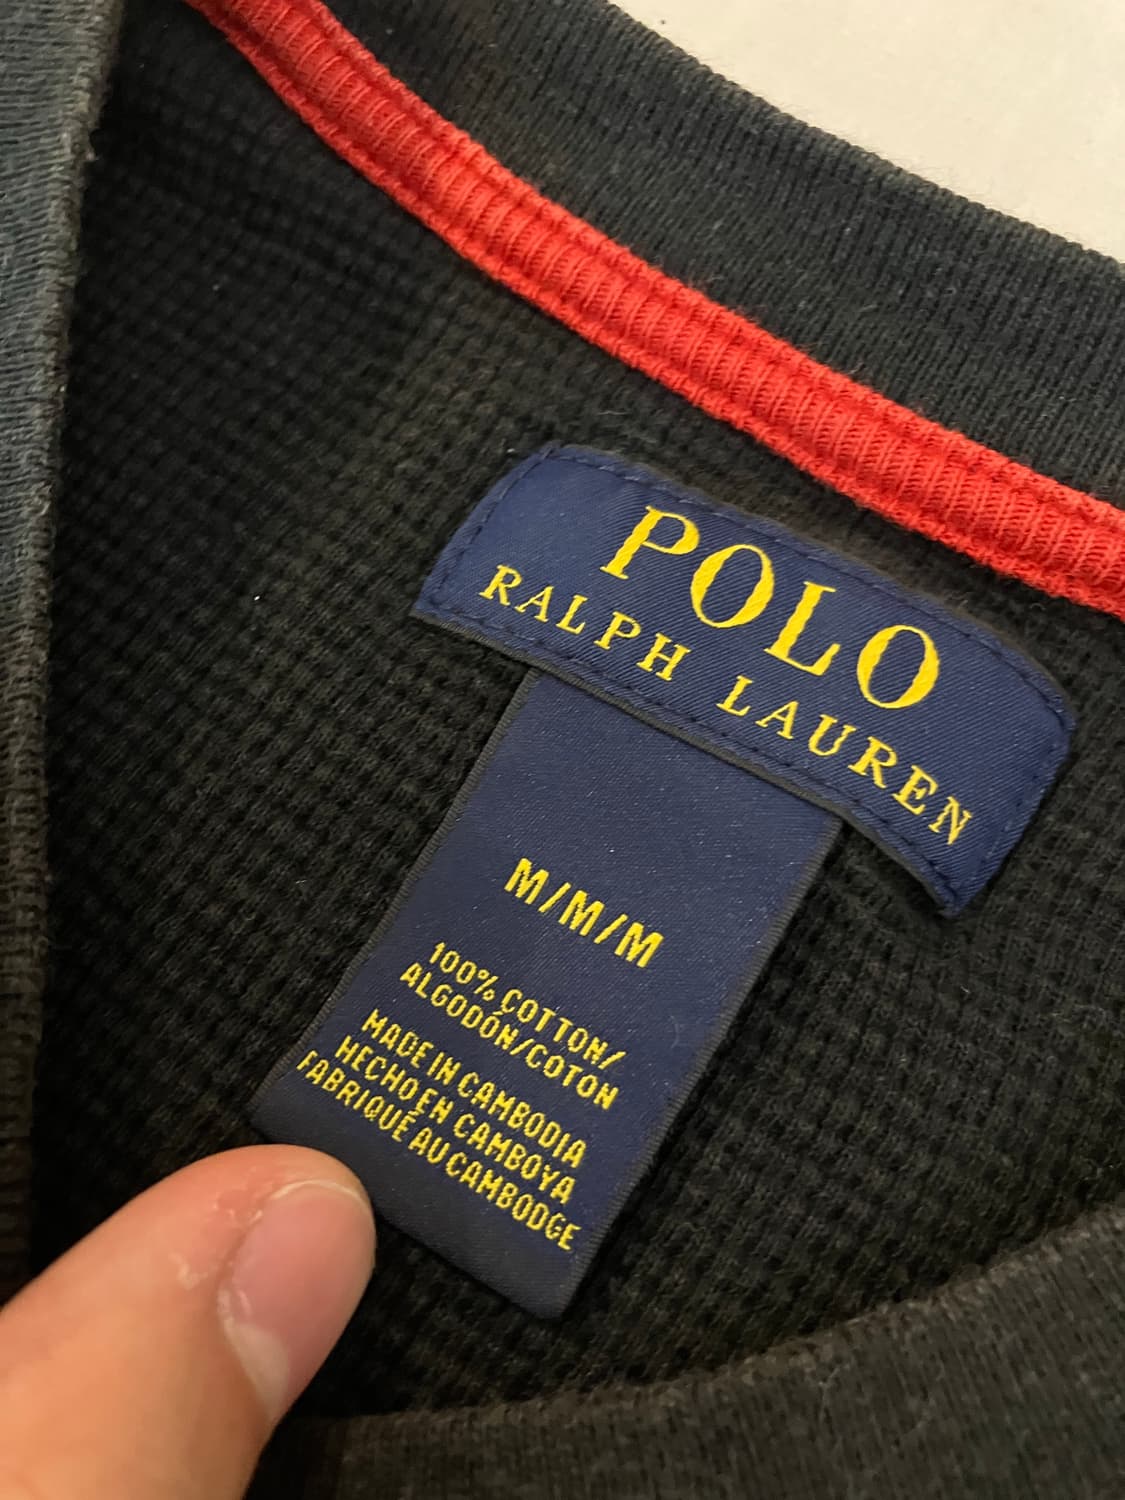 POLO
RALPH LAUREN
M/M/M
100% COTTON/
ALGODÓN/COTON
MADE IN CAMBODIA
HECHO EN CAMBOYA
FABRIQUÉ AU CAMBODGE